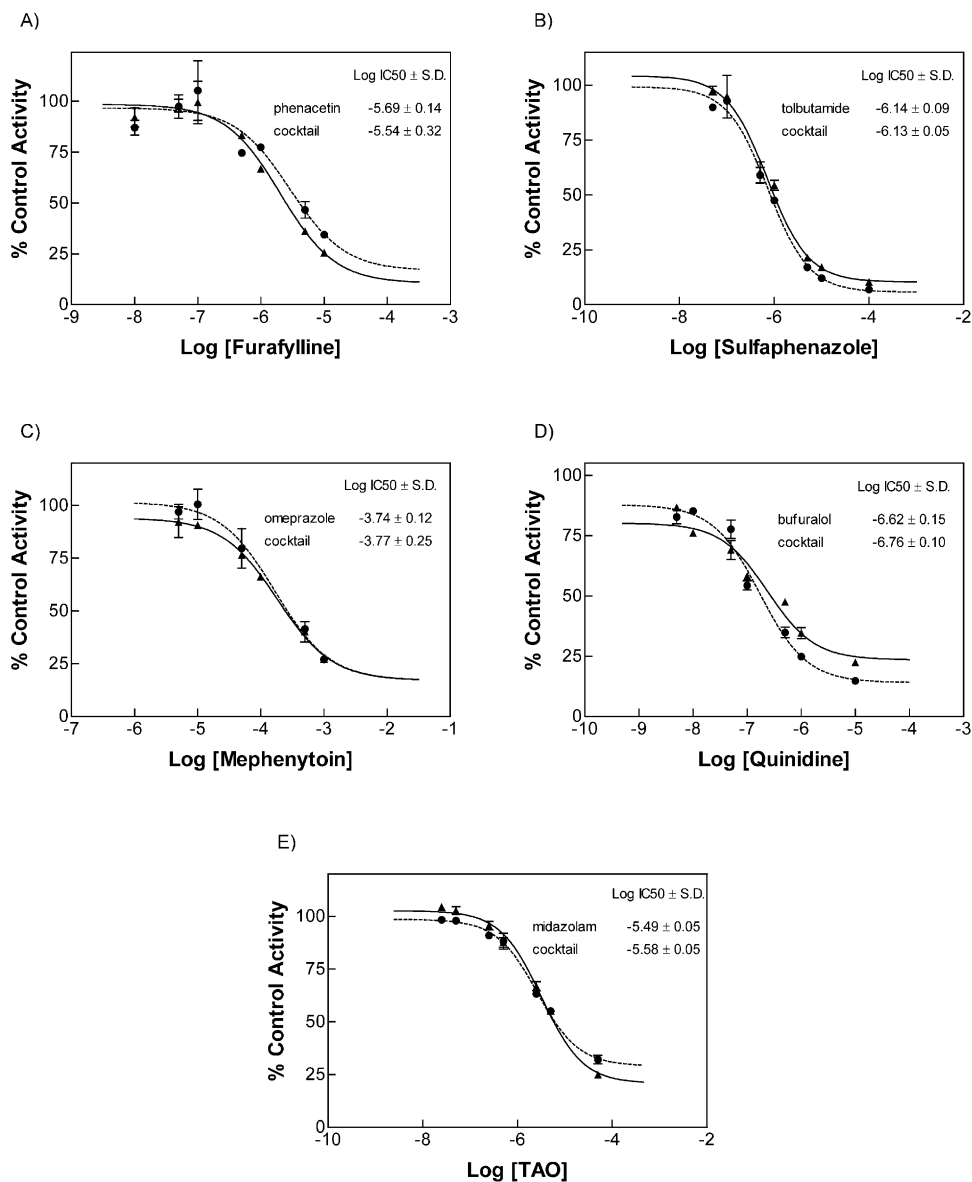 A)
Log IC50 ± S.D.
phenacetin -5.69 ± 0.14
cocktail -5.54 ± 0.32
% Control Activity
100
75
50
25
0
-9 -8 -7 -6 -5 -4 -3
Log [Furafylline]
B)
Log IC50 ± S.D.
tolbutamide -6.14 ± 0.09
cocktail -6.13 ± 0.05
% Control Activity
100
75
50
25
0
-10 -8 -6 -4 -2
Log [Sulfaphenazole]
C)
Log IC50 ± S.D.
omeprazole -3.74 ± 0.12
cocktail -3.77 ± 0.25
% Control Activity
100
75
50
25
0
-7 -6 -5 -4 -3 -2 -1
Log [Mephenytoin]
D)
Log IC50 ± S.D.
bufuralol -6.62 ± 0.15
cocktail -6.76 ± 0.10
% Control Activity
100
75
50
25
0
-10 -9 -8 -7 -6 -5 -4 -3
Log [Quinidine]
E)
Log IC50 ± S.D.
midazolam -5.49 ± 0.05
cocktail -5.58 ± 0.05
% Control Activity
100
75
50
25
0
-10 -8 -6 -4 -2
Log [TAO]